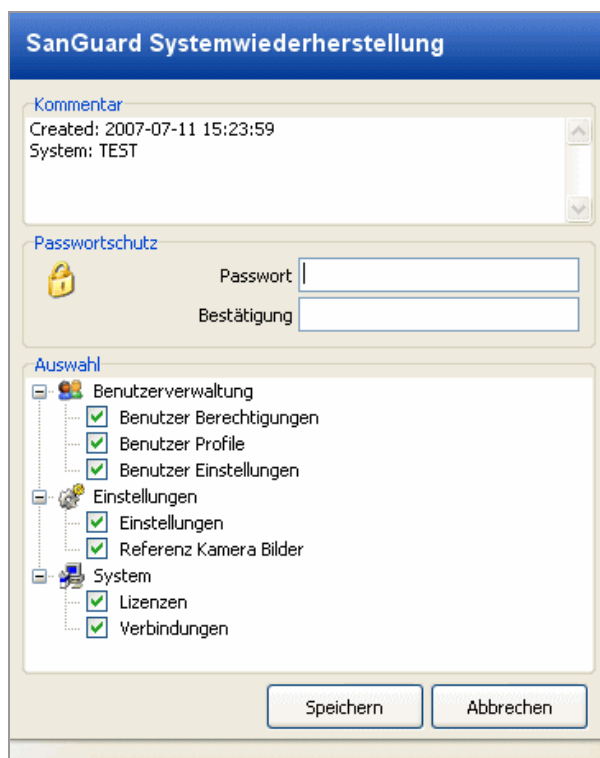 SanGuard Systemwiederherstellung
Kommentar
Created: 2007-07-11 15:23:59
System: TEST
Passwortschutz
Passwort
Bestätigung
Auswahl
Benutzerverwaltung
Benutzer Berechtigungen
Benutzer Profile
Benutzer Einstellungen
Einstellungen
Einstellungen
Referenz Kamera Bilder
System
Lizenzen
Verbindungen
Speichern
Abbrechen